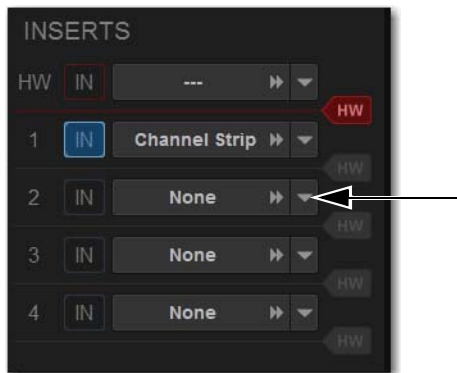 INSERTS
HW IN ---
HW
1 IN Channel Strip
HW
2 IN None
HW
3 IN None
HW
4 IN None
HW